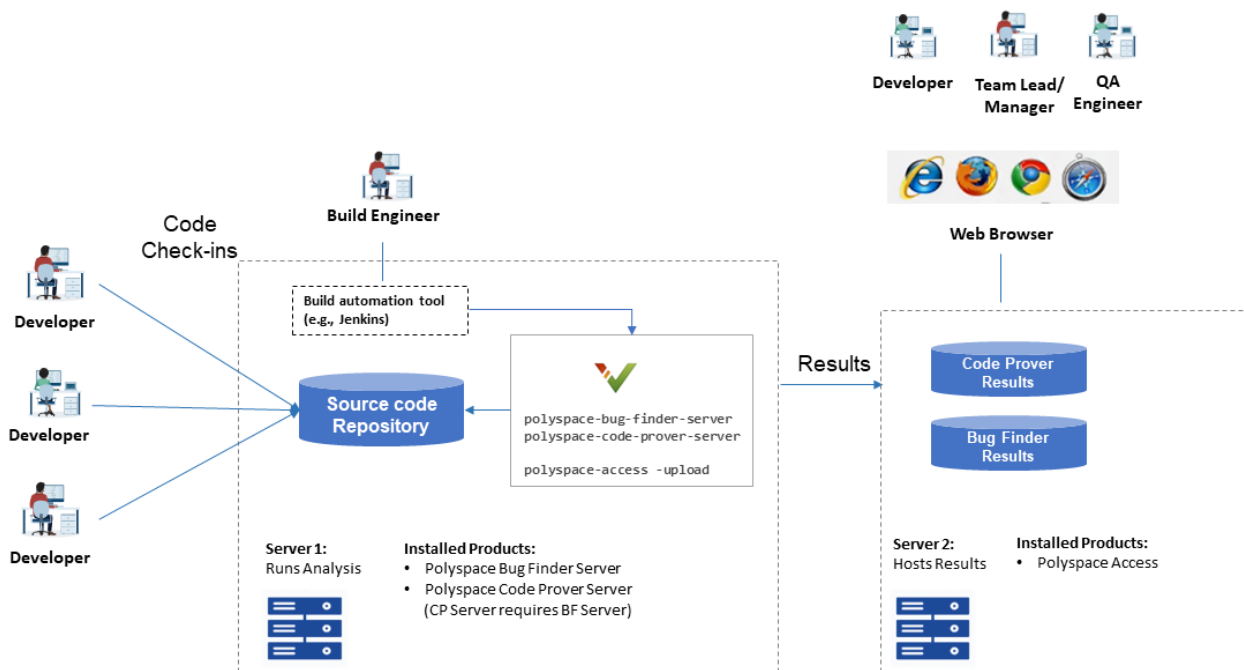 Developer
Team Lead/
Manager
QA
Engineer
Web Browser
Build Engineer
Code
Check-ins
Developer
Developer
Developer
Build automation tool
(e.g., Jenkins)
Source code
Repository
polyspace-bug-finder-server
polyspace-code-prover-server
polyspace-access -upload
Results
Code Prover
Results
Bug Finder
Results
Server 1:
Runs Analysis
Installed Products:
• Polyspace Bug Finder Server
• Polyspace Code Prover Server
(CP Server requires BF Server)
Server 2:
Hosts Results
Installed Products:
• Polyspace Access